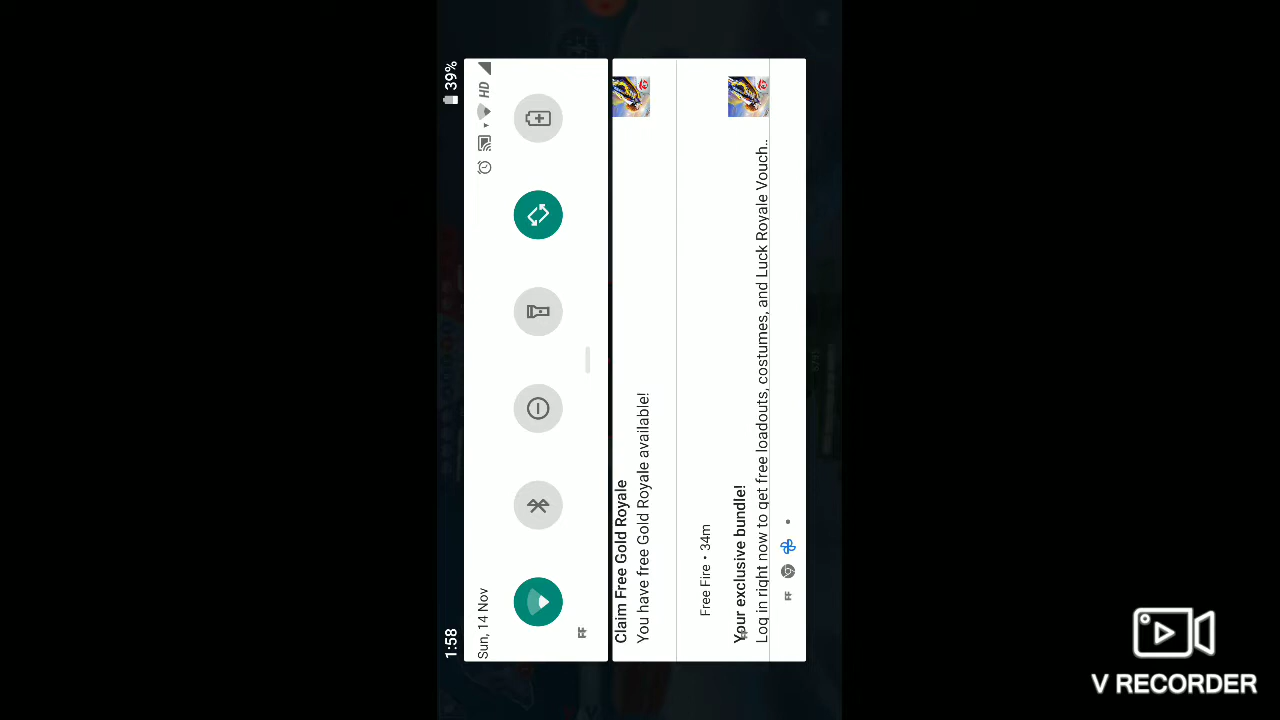 1:58
39%
Sun, 14 Nov
HD
Claim Free Gold Royale
You have free Gold Royale available!
Free Fire • 34m
Your exclusive bundle!
Log in right now to get free loadouts, costumes, and Luck Royale Vouch..
V RECORDER